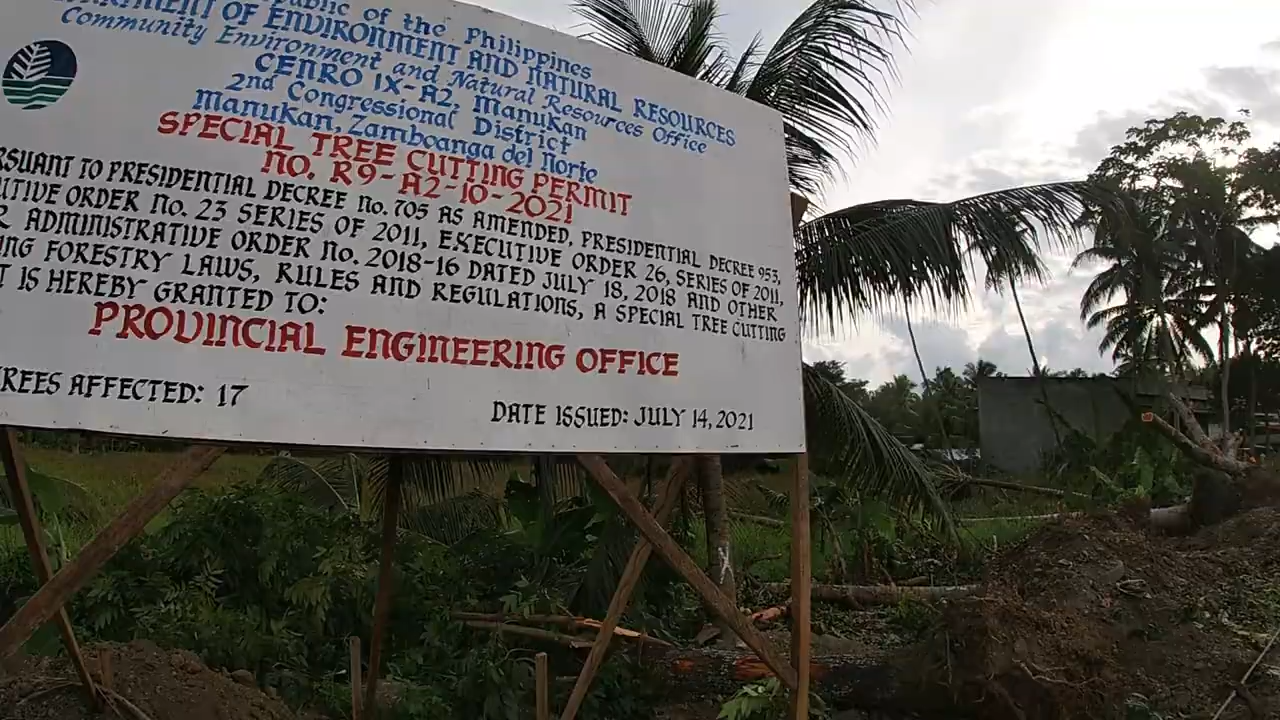 public of the Philippines
DEPARTMENT OF ENVIRONMENT AND NATURAL RESOURCES
Community Environment and Natural Resources Office
CENRO IX-A2, Manukan
2nd Congressional District
Manukan, Zamboanga del Norte
SPECIAL TREE CUTTING PERMIT
NO. R9-A2-10-2021
RSUANT TO PRESIDENTIAL DECREE No. 705 AS AMENDED, PRESIDENTIAL DECREE 953,
UTIVE ORDER No. 23 SERIES OF 2011, EXECUTIVE ORDER 26, SERIES OF 2011,
R ADMINISTRATIVE ORDER No. 2018-16 DATED JULY 18, 2018 AND OTHER
ING FORESTRY LAWS, RULES AND REGULATIONS, A SPECIAL TREE CUTTING
T IS HEREBY GRANTED TO:
PROVINCIAL ENGINEERING OFFICE
REES AFFECTED: 17
DATE ISSUED: JULY 14, 2021